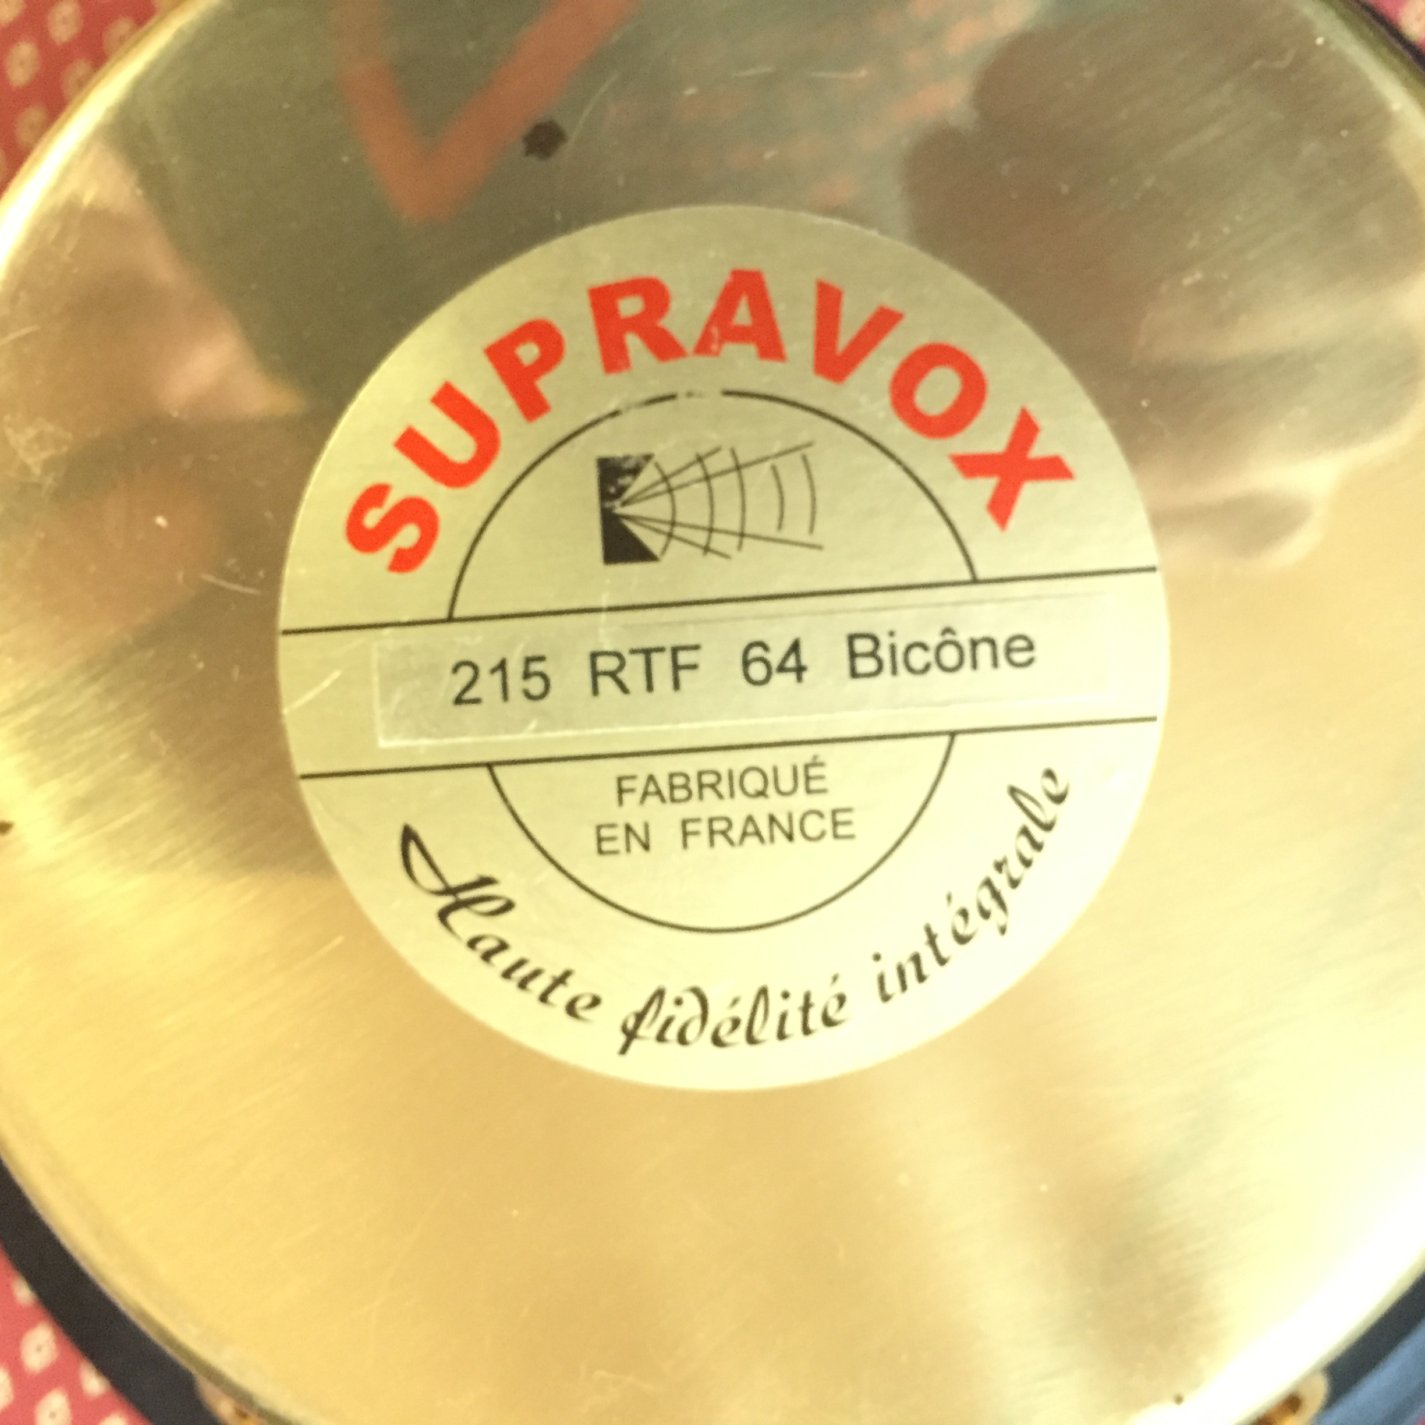 SUPRAVOX
215 RTF 64 Bicône
FABRIQUÉ
EN FRANCE
Haute fidélité intégrale